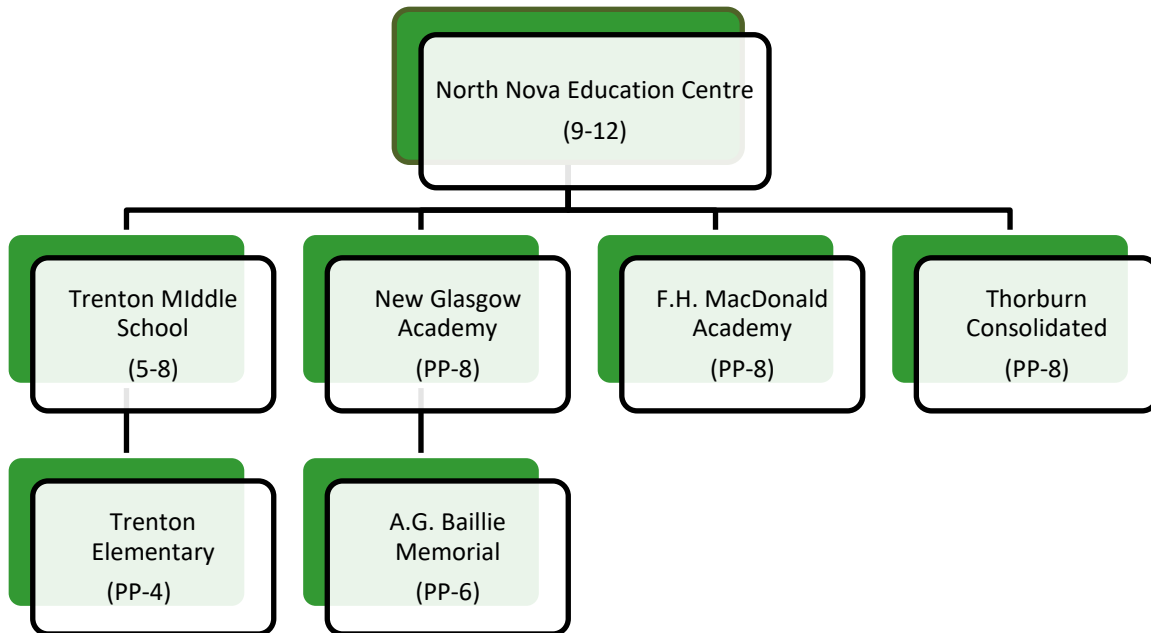 North Nova Education Centre
(9-12)
Trenton MIddle
School
(5-8)
New Glasgow
Academy
(PP-8)
F.H. MacDonald
Academy
(PP-8)
Thorburn
Consolidated
(PP-8)
Trenton
Elementary
(PP-4)
A.G. Baillie
Memorial
(PP-6)